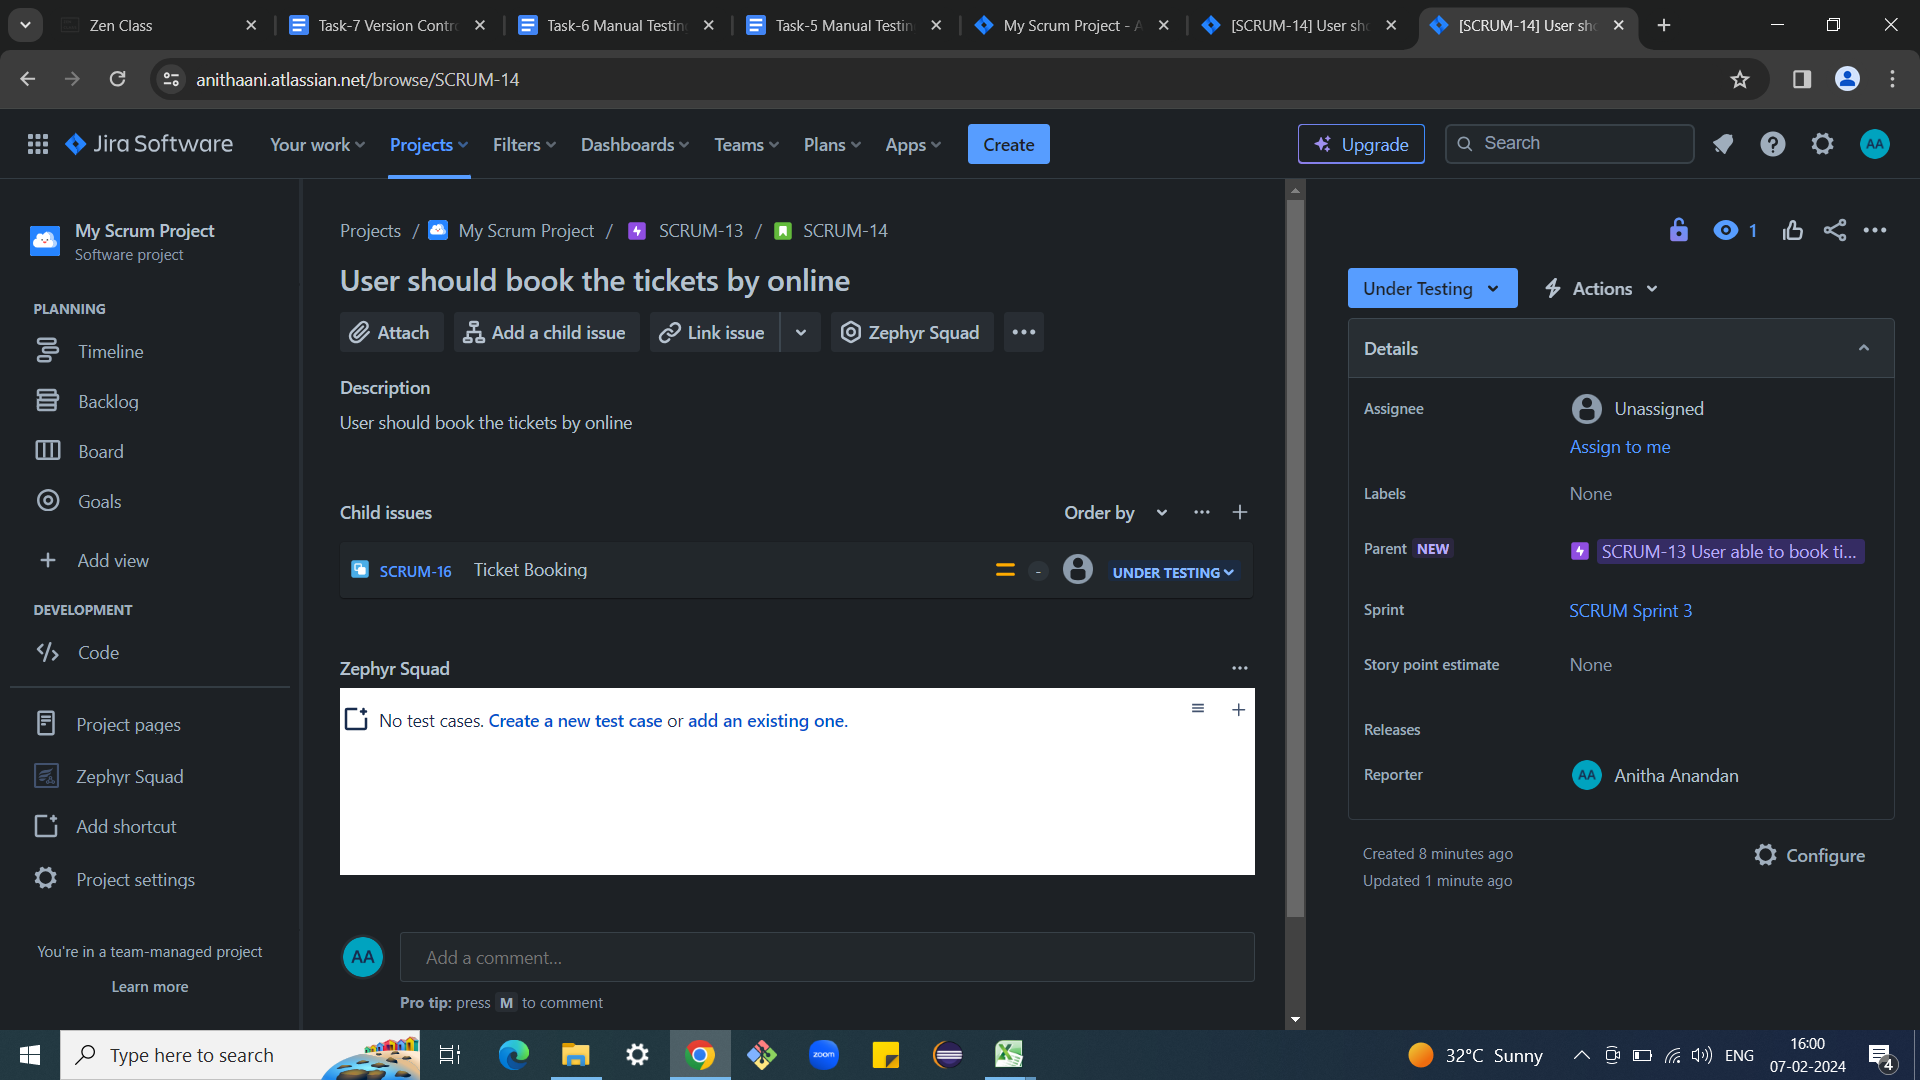 Zen Class
Task-7 Version Contro
Task-6 Manual Testing
Task-5 Manual Testin
My Scrum Project - A
[SCRUM-14] User sho
[SCRUM-14] User sho
anithaani.atlassian.net/browse/SCRUM-14
Jira Software
Your work
Projects
Filters
Dashboards
Teams
Plans
Apps
Create
Upgrade
Search
AA
My Scrum Project
Software project
PLANNING
Timeline
Backlog
Board
Goals
Add view
DEVELOPMENT
Code
Project pages
Zephyr Squad
Add shortcut
Project settings
You're in a team-managed project
Learn more
Projects / My Scrum Project / SCRUM-13 / SCRUM-14
User should book the tickets by online
Attach
Add a child issue
Link issue
Zephyr Squad
Description
User should book the tickets by online
Child issues
Order by
SCRUM-16 Ticket Booking
-
UNDER TESTING
Zephyr Squad
No test cases. Create a new test case or add an existing one.
AA
Add a comment...
Pro tip: press M to comment
1
Under Testing
Actions
Details
Assignee
Unassigned
Assign to me
Labels
None
Parent NEW
SCRUM-13 User able to book ti...
Sprint
SCRUM Sprint 3
Story point estimate
None
Releases
Reporter
AA
Anitha Anandan
Created 8 minutes ago
Updated 1 minute ago
Configure
Type here to search
zoom
32°C Sunny
ENG
16:00
07-02-2024
4